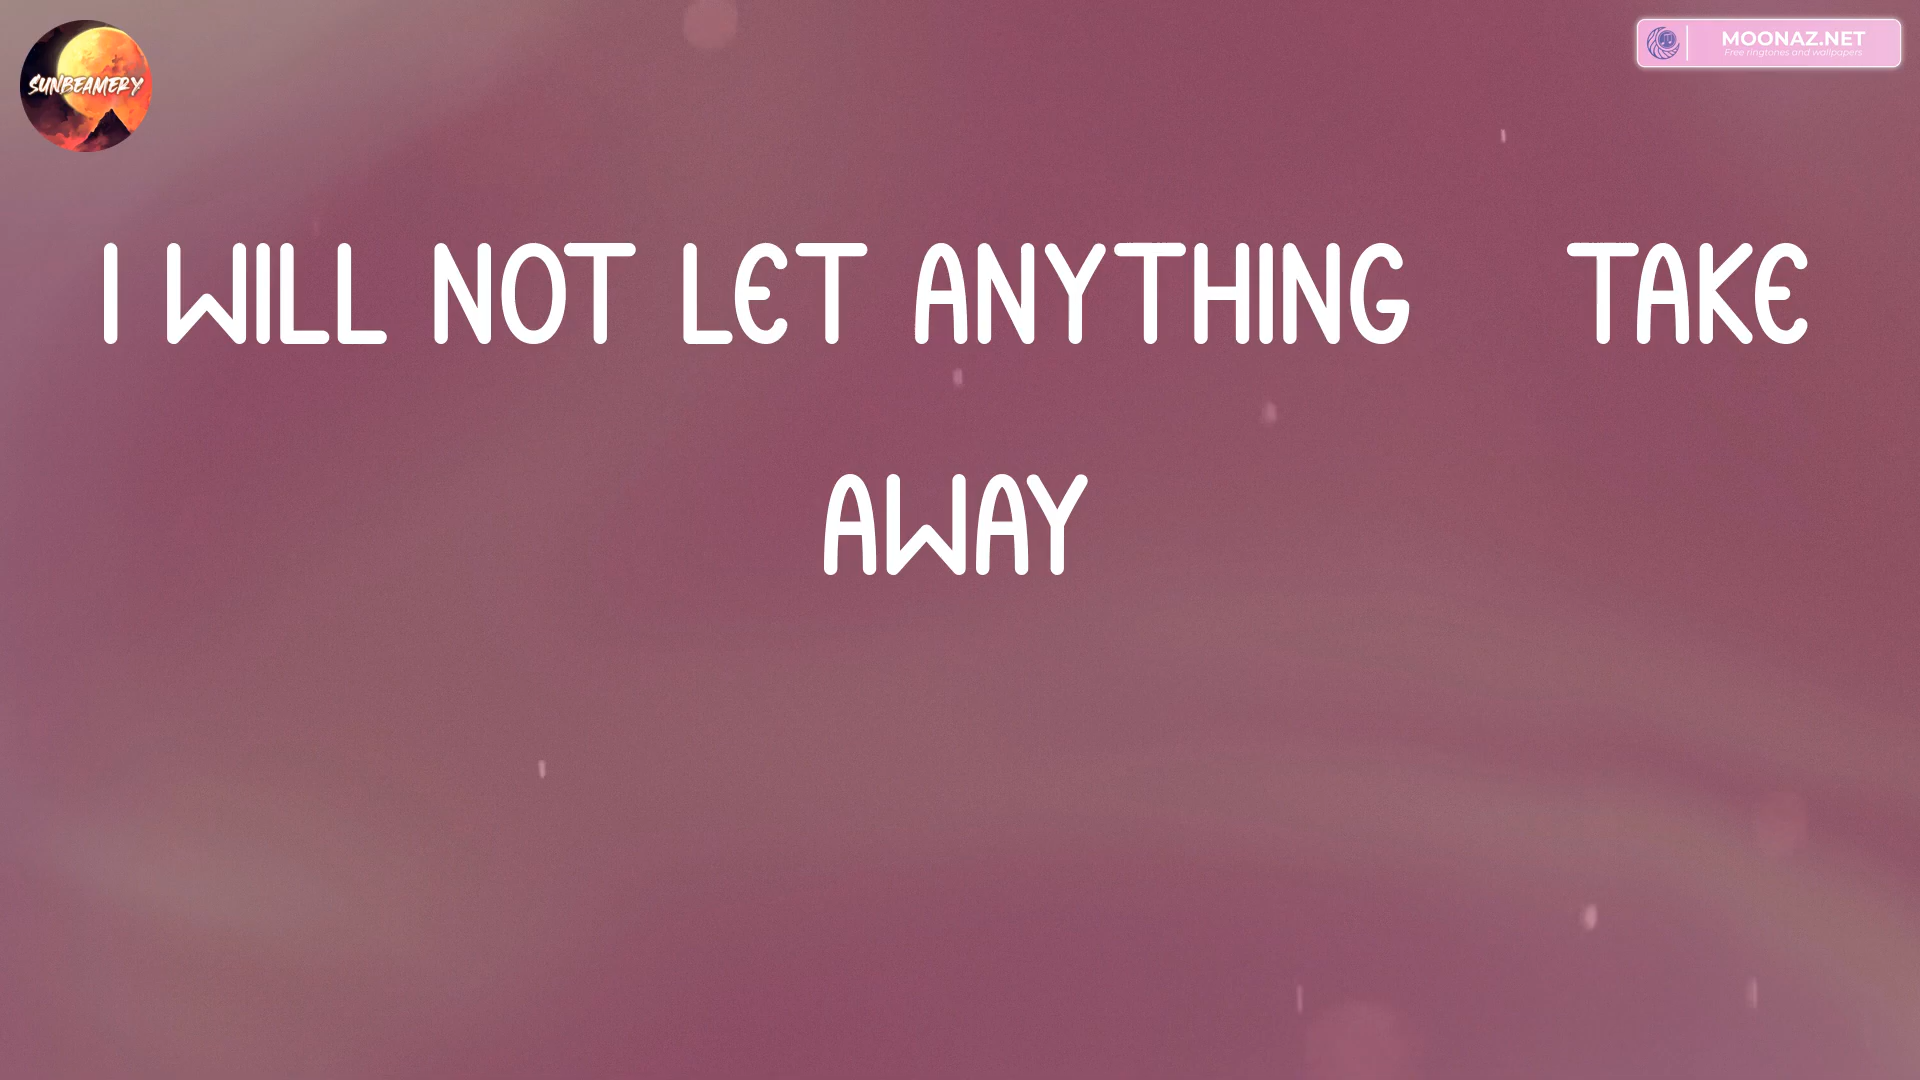 SUNBEAMERY
MOONAZ.NET
Free ringtones and wallpapers
I WILL NOT LET ANYTHING TAKE
AWAY